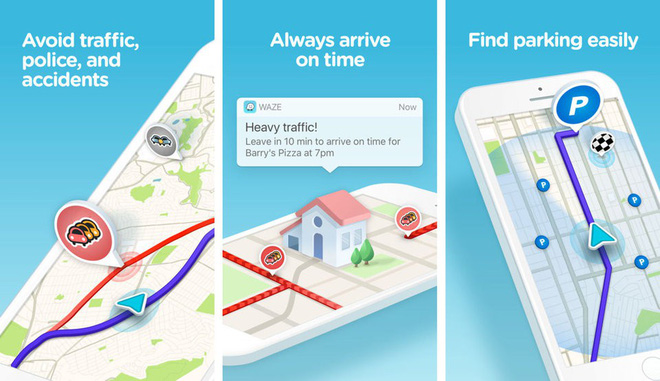 Avoid traffic,
police, and
accidents
Always arrive
on time
WAZE
Now
Heavy traffic!
Leave in 10 min to arrive on time for
Barry's Pizza at 7pm
Find parking easily
P
P
P
P
P